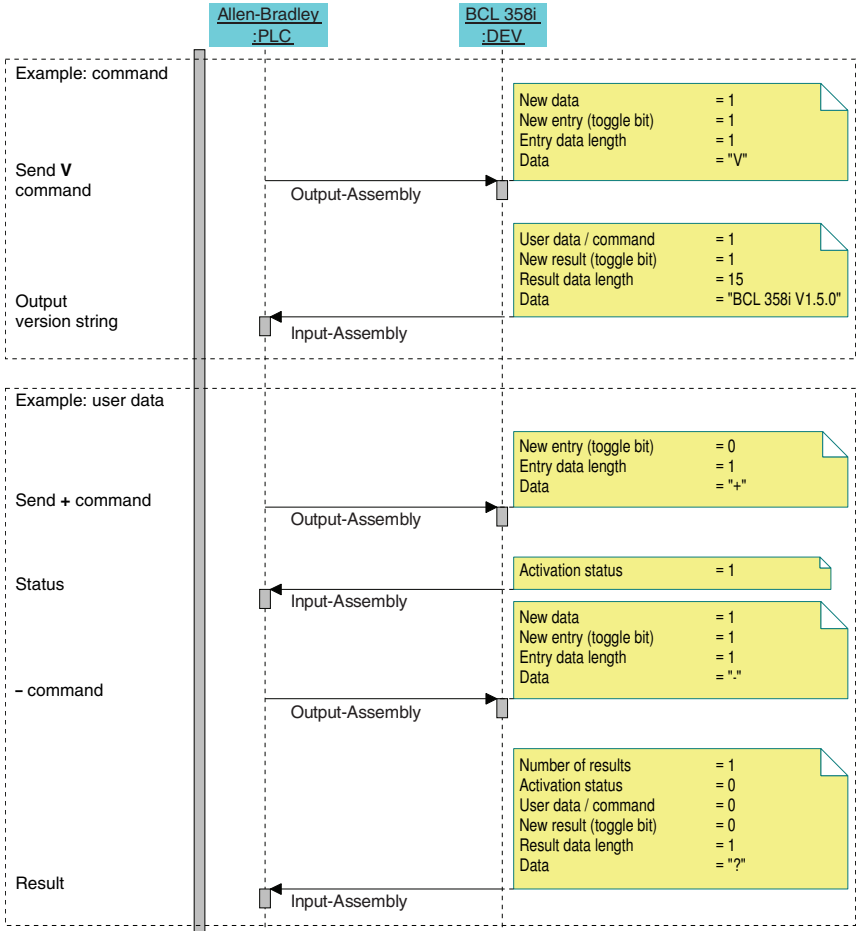 Allen-Bradley
:PLC
BCL 358i
:DEV
Example: command
New data = 1
New entry (toggle bit) = 1
Entry data length = 1
Data = "V"
Send V
command
Output-Assembly
User data / command = 1
New result (toggle bit) = 1
Result data length = 15
Data = "BCL 358i V1.5.0"
Output
version string
Input-Assembly
Example: user data
New entry (toggle bit) = 0
Entry data length = 1
Data = "+"
Send + command
Output-Assembly
Activation status = 1
Status
Input-Assembly
New data = 1
New entry (toggle bit) = 1
Entry data length = 1
Data = "-"
– command
Output-Assembly
Number of results = 1
Activation status = 0
User data / command = 0
New result (toggle bit) = 0
Result data length = 1
Data = "?"
Result
Input-Assembly